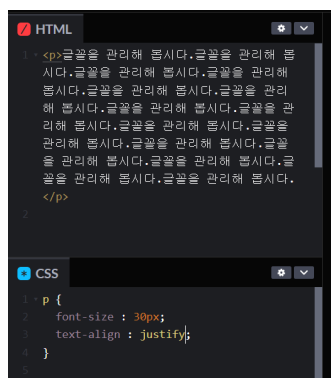 HTML
1 <p>글꼴을 관리해 봅시다.글꼴을 관리해 봅
시다.글꼴을 관리해 봅시다.글꼴을 관리해
봅시다.글꼴을 관리해 봅시다.글꼴을 관리
해 봅시다.글꼴을 관리해 봅시다.글꼴을 관
리해 봅시다.글꼴을 관리해 봅시다.글꼴을
관리해 봅시다.글꼴을 관리해 봅시다.글꼴
을 관리해 봅시다.글꼴을 관리해 봅시다.글
꼴을 관리해 봅시다.글꼴을 관리해 봅시다.
</p>
2
CSS
1 p {
2 font-size : 30px;
3 text-align : justify;
4 }
5